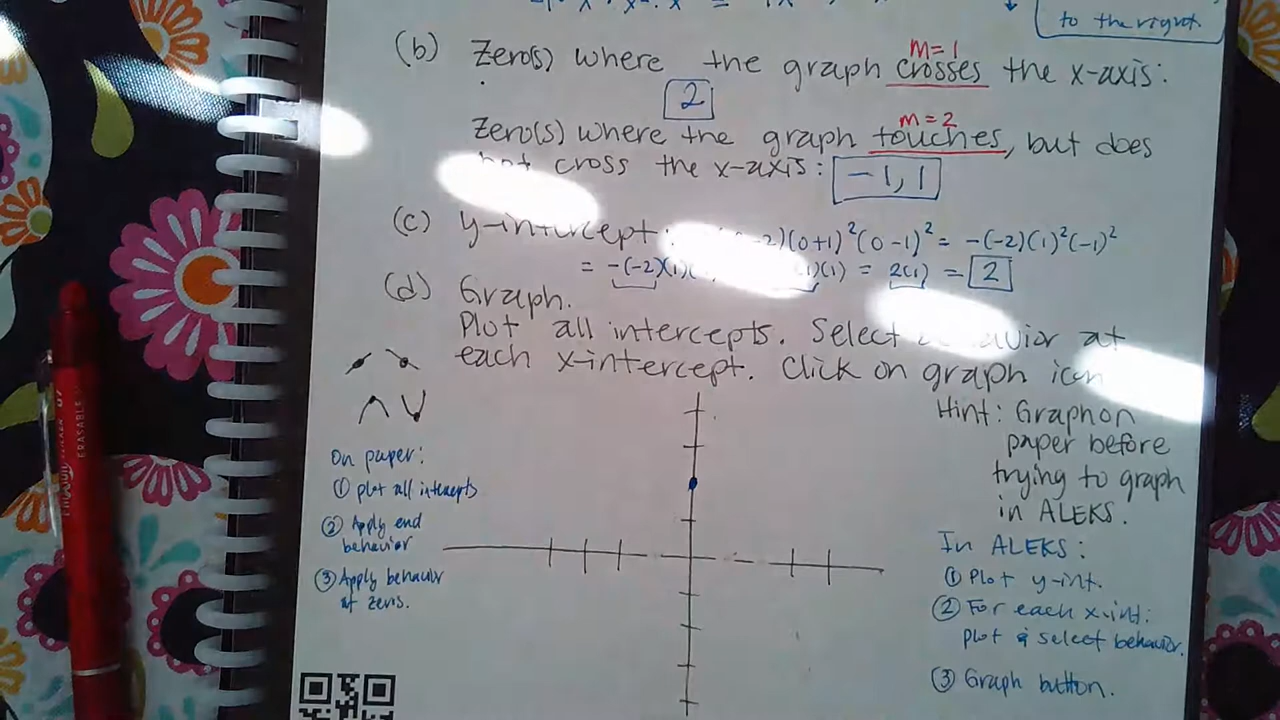 to the right.
(b) Zero(s) where the graph crosses the x-axis:
m=1
2
m=2
Zero(s) where the graph touches, but does
cross the x-axis: -1, 1
(c) y-intercept: -2)(0+1)²(0-1)² = -(-2)(1)²(-1)²
= -(-2)(1)( )(1) = 2(1) = 2
(d) Graph.
Plot all intercepts. Select at
each x-intercept. Click on graph icon
Hint: Graph on
paper before
trying to graph
in ALEKS.
On paper:
① plot all intercepts
② Apply end
behavior
③ Apply behavior
at zeros.
In ALEKS:
① Plot y-int.
② For each x-int:
plot & select behavior.
③ Graph button.
ERASABLE